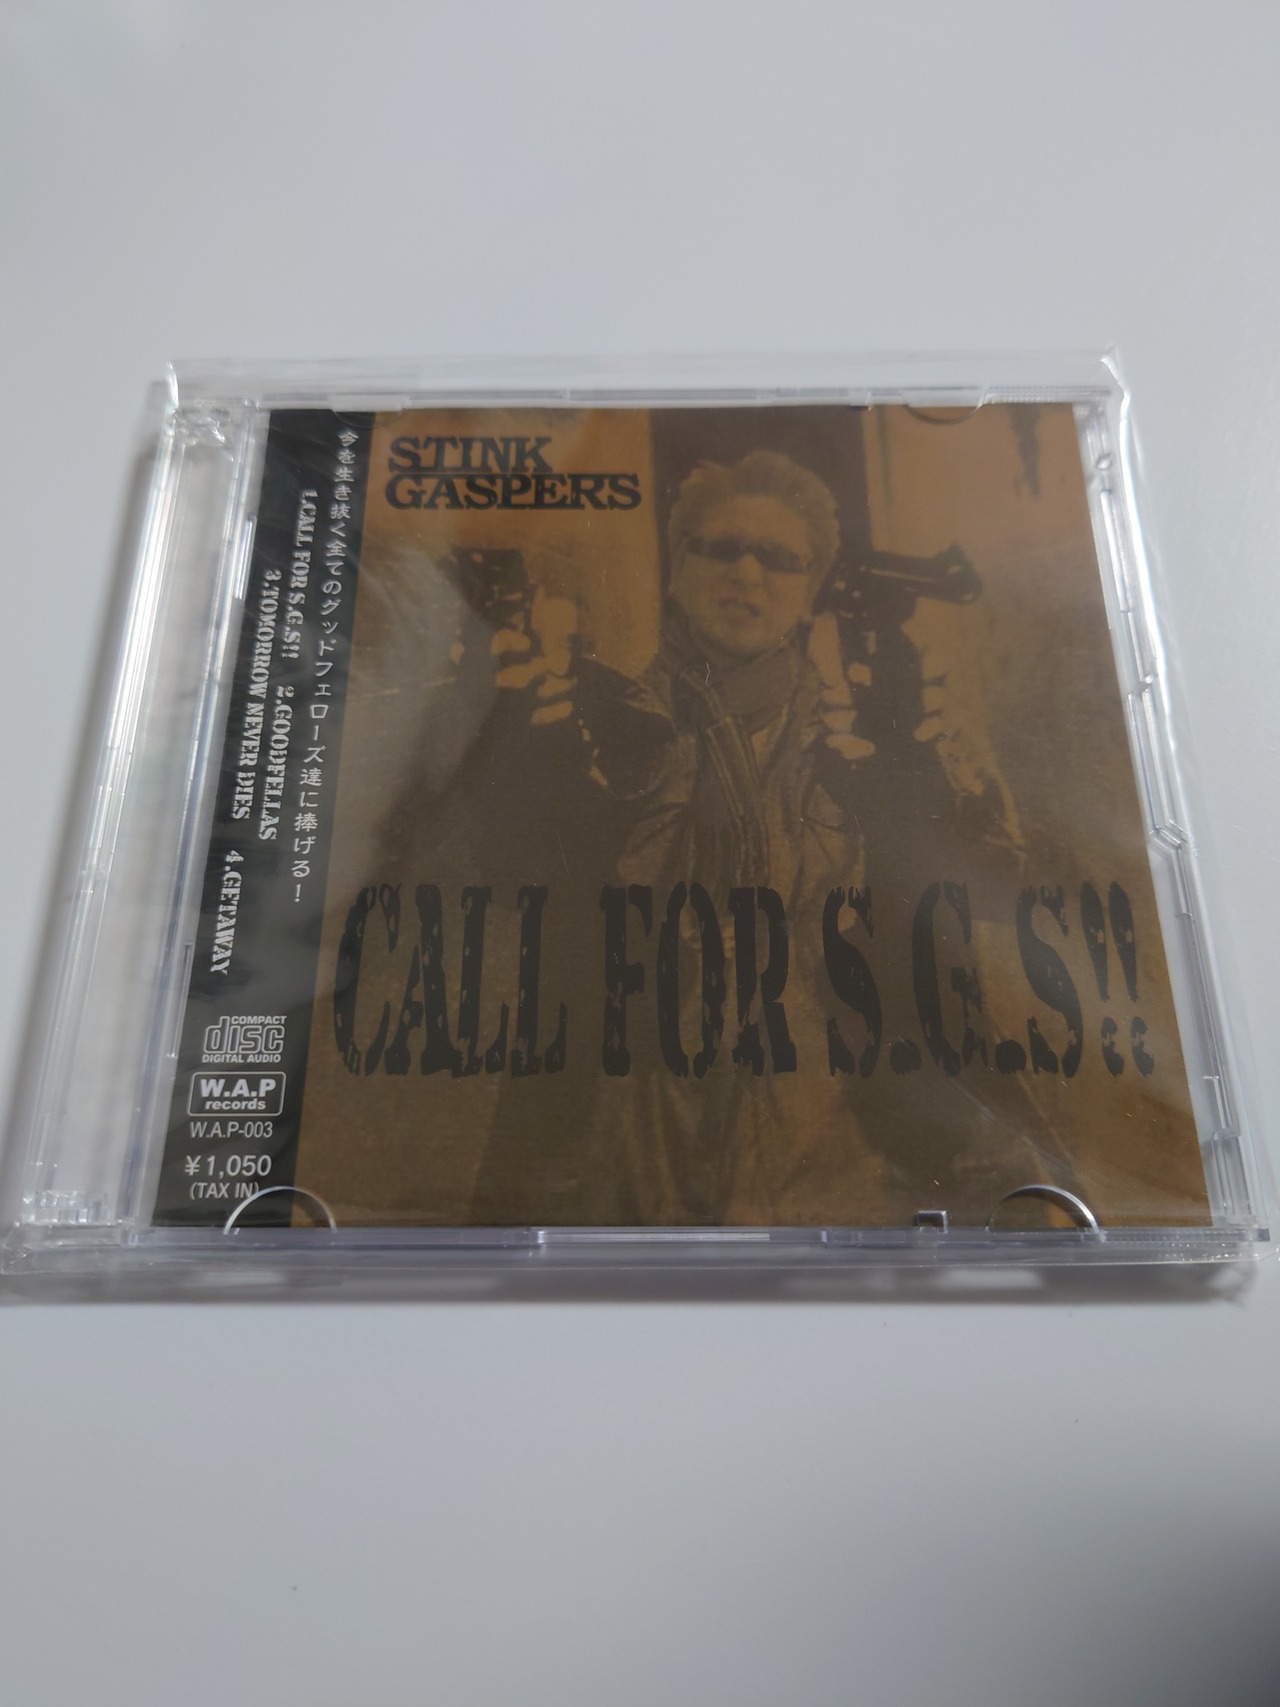 STINK
GASPERS
CALL FOR S.G.S!!
今を生き抜く全てのグッドフェローズ達に捧げる!
1.CALL FOR S.G.S!! 2.GOODFELLAS
3.TOMORROW NEVER DIES 4.GETAWAY
COMPACT
disc
DIGITAL AUDIO
W.A.P
records
W.A.P-003
¥1,050
(TAX IN)